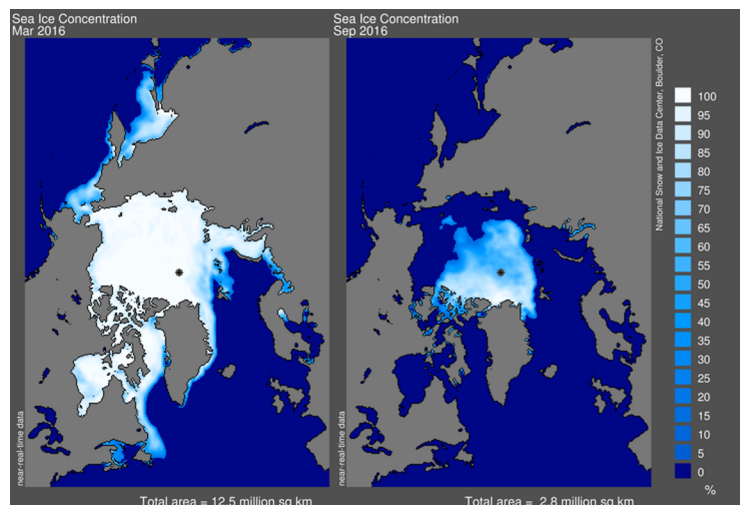 Sea Ice Concentration
Mar 2016
Sea Ice Concentration
Sep 2016
National Snow and Ice Data Center, Boulder, CO
100
95
90
85
80
75
70
65
60
55
50
45
40
35
30
25
20
15
10
5
0
%
near-real-time data
near-real-time data
Total area = 12.5 million sq km
Total area = 2.8 million sq km